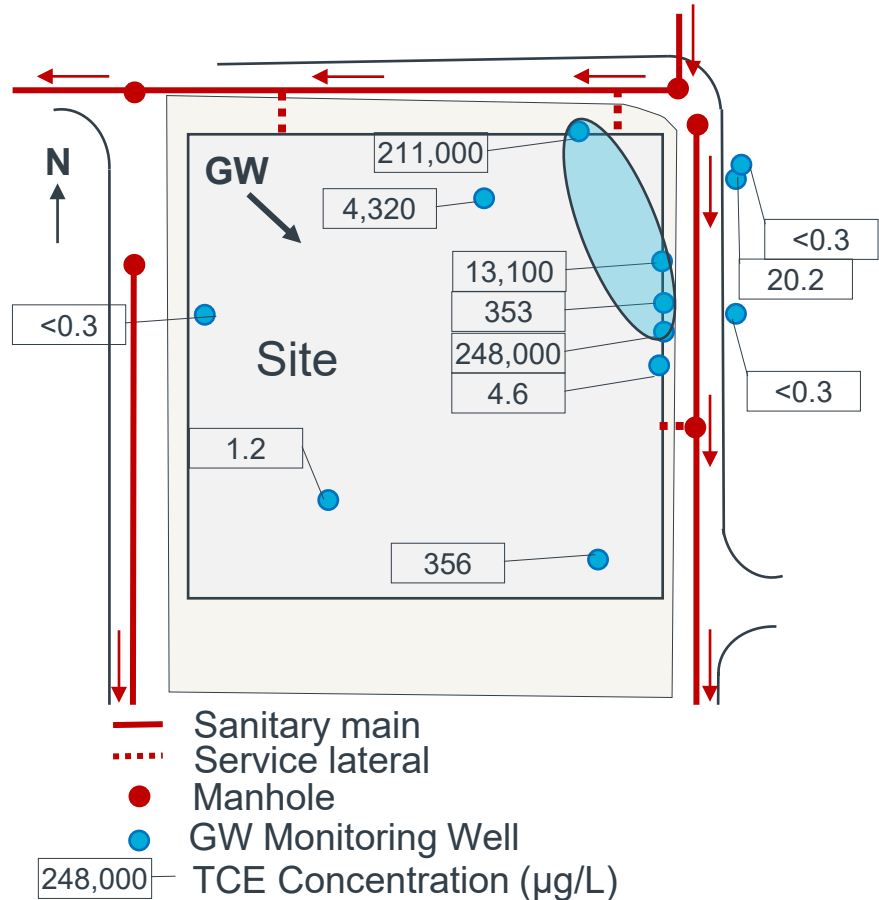 N
GW
211,000
4,320
<0.3
20.2
13,100
353
<0.3
248,000
Site
4.6
<0.3
1.2
356
Sanitary main
Service lateral
Manhole
GW Monitoring Well
248,000
TCE Concentration (μg/L)